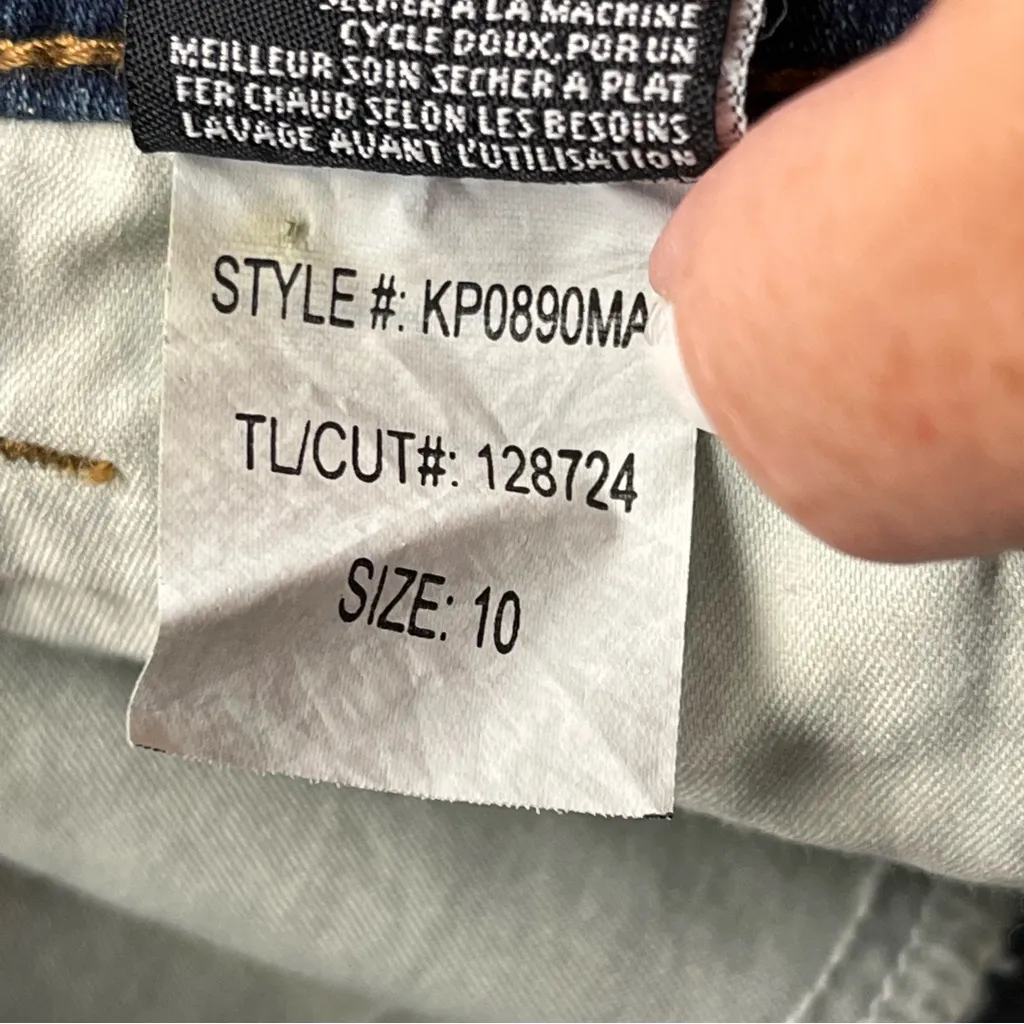 SECHER A LA MACHINE
CYCLE DOUX, POR UN
MEILLEUR SOIN SECHER A PLAT
FER CHAUD SELON LES BESOINS
LAVAGE AVANT L'UTILISATION
STYLE #: KP0890MA
TL/CUT#: 128724
SIZE: 10